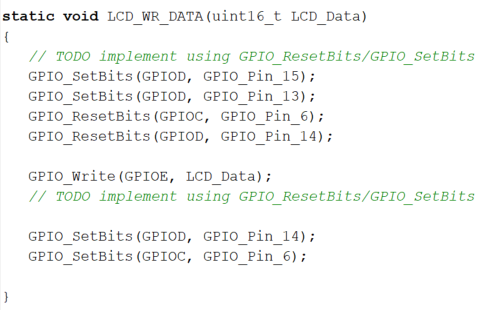 static void LCD_WR_DATA(uint16_t LCD_Data)
{
// TODO implement using GPIO_ResetBits/GPIO_SetBits
GPIO_SetBits(GPIOD, GPIO_Pin_15);
GPIO_SetBits(GPIOD, GPIO_Pin_13);
GPIO_ResetBits(GPIOC, GPIO_Pin_6);
GPIO_ResetBits(GPIOD, GPIO_Pin_14);
GPIO_Write(GPIOE, LCD_Data);
// TODO implement using GPIO_ResetBits/GPIO_SetBits
GPIO_SetBits(GPIOD, GPIO_Pin_14);
GPIO_SetBits(GPIOC, GPIO_Pin_6);
}